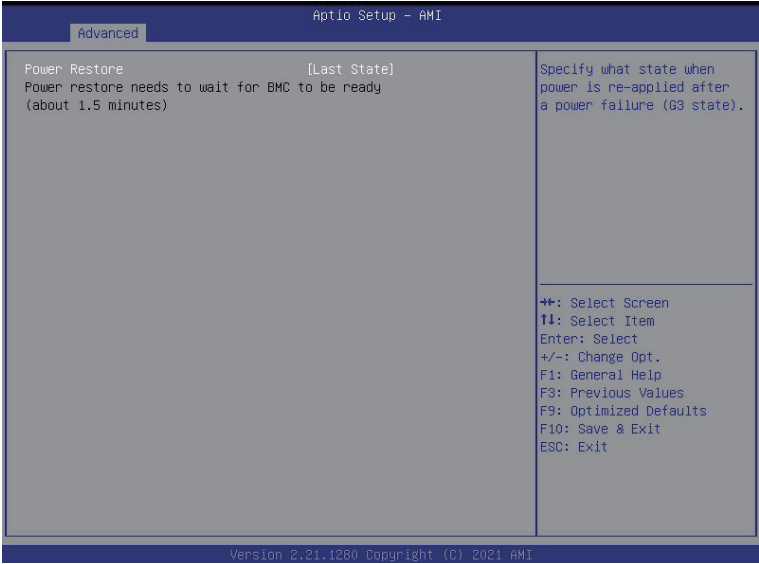 Aptio Setup – AMI
Advanced
Power Restore [Last State]
Power restore needs to wait for BMC to be ready
(about 1.5 minutes)
Specify what state when
power is re-applied after
a power failure (G3 state).
→←: Select Screen
↑↓: Select Item
Enter: Select
+/-: Change Opt.
F1: General Help
F3: Previous Values
F9: Optimized Defaults
F10: Save & Exit
ESC: Exit
Version 2.21.1280 Copyright (C) 2021 AMI